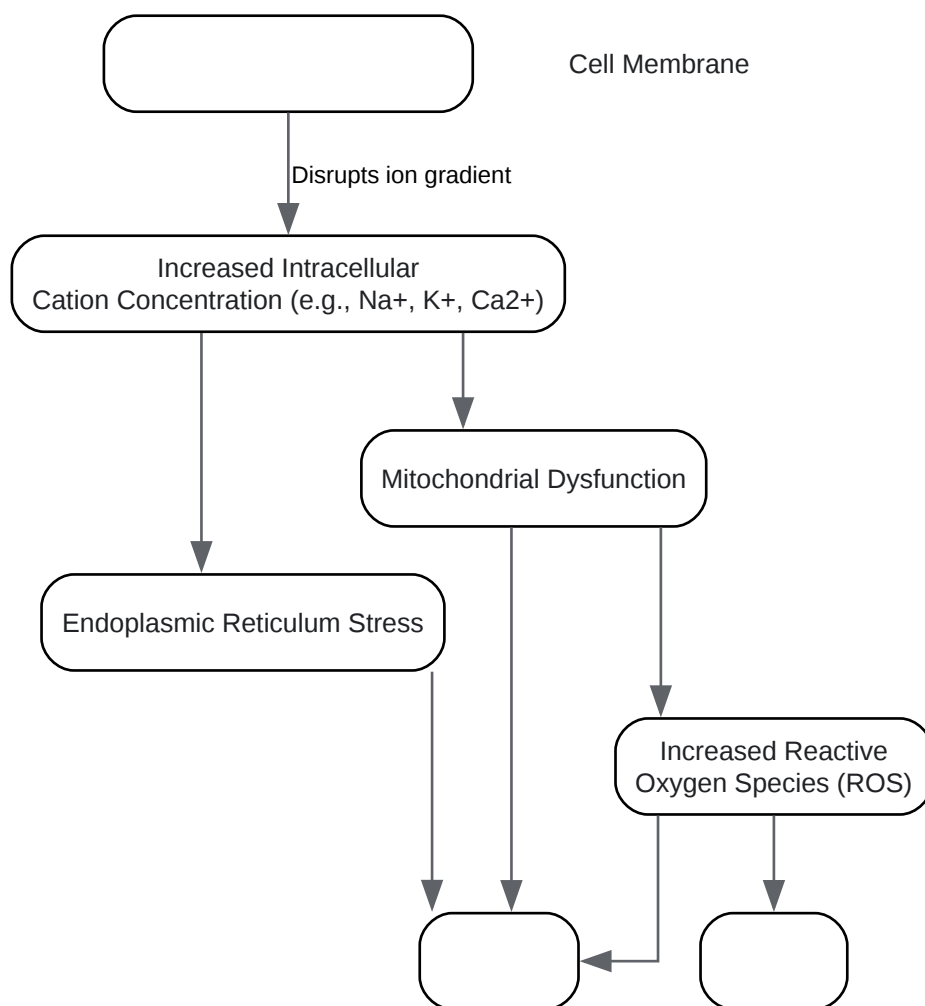 Cell Membrane
Disrupts ion gradient
Increased Intracellular
Cation Concentration (e.g., Na+, K+, Ca2+)
Mitochondrial Dysfunction
Endoplasmic Reticulum Stress
Increased Reactive
Oxygen Species (ROS)